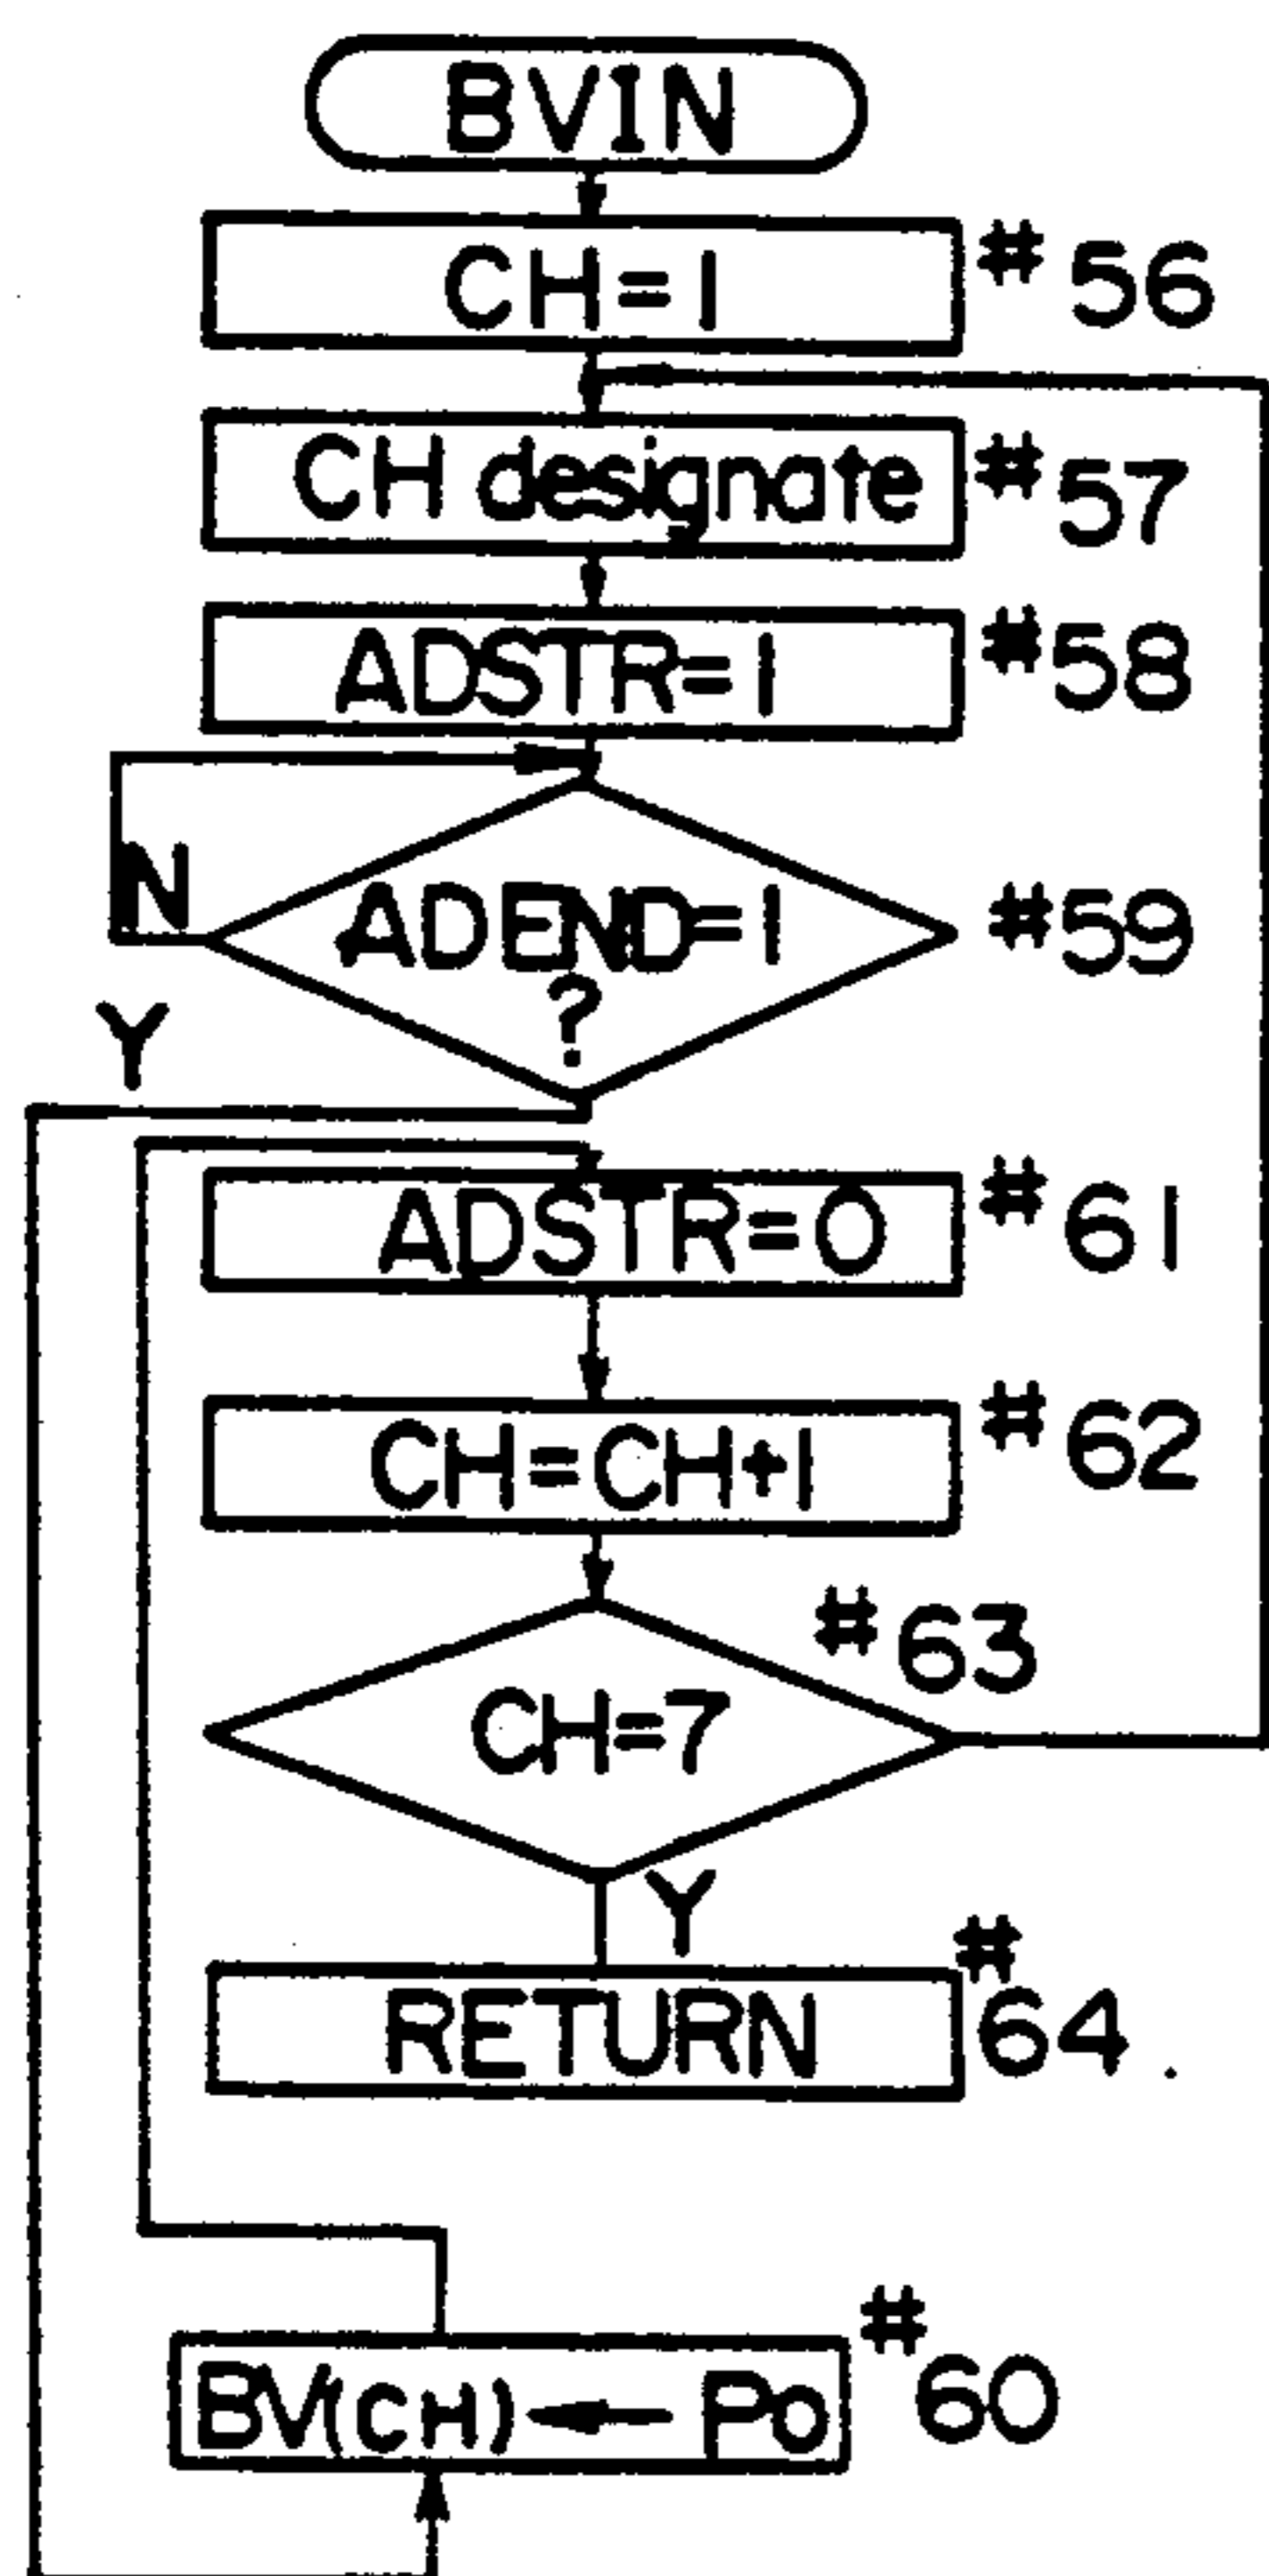 BVIN
CH=1
#56
CH designate
#57
ADSTR=1
#58
N
ADEND=1
?
#59
Y
ADSTR=0
#61
CH=CH+1
#62
#63
CH=7
Y
RETURN
#64
BV(CH)← Po
#60